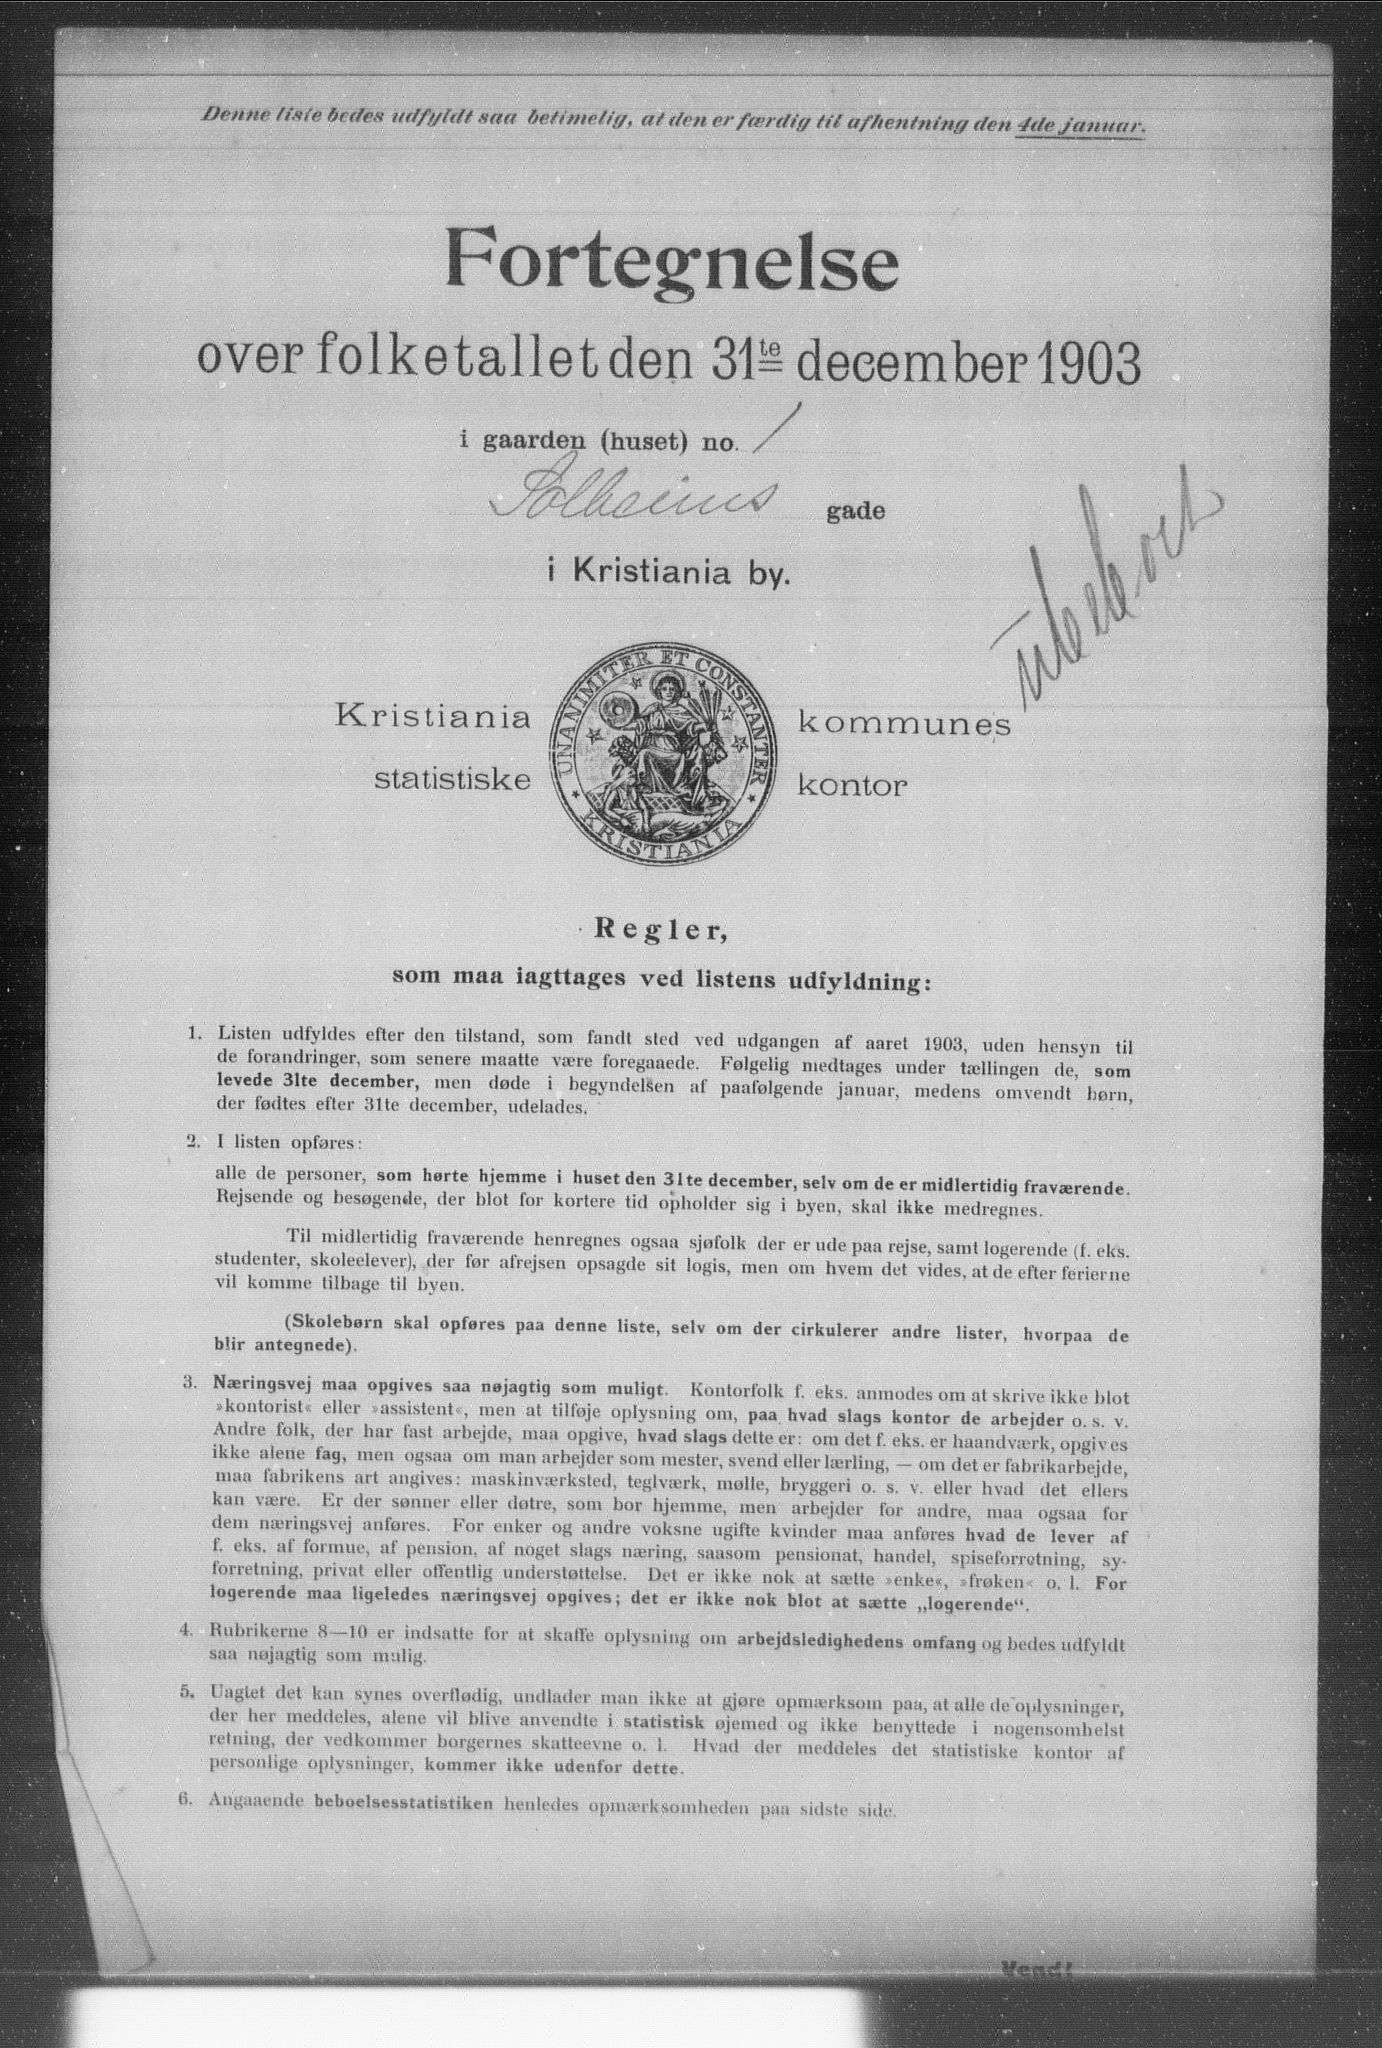 Denne liste bedes udfyldt saa betimelig, at den er færdig til afhentning den 4de januar.
Fortegnelse
over folketallet den 31te december 1903
i gaarden (huset) no. 1
Solheims gade
i Kristiania by.
ubeboet
Kristiania kommunes
statistiske kontor
UNANIMITER ET CONSTANTER
KRISTIANIA
Regler,
som maa iagttages ved listens udfyldning:
1. Listen udfyldes efter den tilstand, som fandt sted ved udgangen af aaret 1903, uden hensyn til
de forandringer, som senere maatte være foregaaede. Følgelig medtages under tællingen de, som
levede 31te december, men døde i begyndelsen af paafølgende januar, medens omvendt børn,
der fødtes efter 31te december, udelades.
2. I listen opføres:
alle de personer, som hørte hjemme i huset den 31te december, selv om de er midlertidig fraværende.
Rejsende og besøgende, der blot for kortere tid opholder sig i byen, skal ikke medregnes.
Til midlertidig fraværende henregnes ogsaa sjøfolk der er ude paa rejse, samt logerende (f. eks.
studenter, skoleelever), der før afrejsen opsagde sit logis, men om hvem det vides, at de efter ferierne
vil komme tilbage til byen.
(Skolebørn skal opføres paa denne liste, selv om der cirkulerer andre lister, hvorpaa de
blir antegnede).
3. Næringsvej maa opgives saa nøjagtig som muligt. Kontorfolk f. eks. anmodes om at skrive ikke blot
»kontorist« eller »assistent«, men at tilføje oplysning om, paa hvad slags kontor de arbejder o. s. v.
Andre folk, der har fast arbejde, maa opgive, hvad slags dette er: om det f. eks. er haandværk, opgives
ikke alene fag, men ogsaa om man arbejder som mester, svend eller lærling, — om det er fabrikarbejde,
maa fabrikens art angives: maskinværksted, teglværk, mølle, bryggeri o. s. v. eller hvad det ellers
kan være. Er der sønner eller døtre, som bor hjemme, men arbejder for andre, maa ogsaa for
dem næringsvej anføres. For enker og andre voksne ugifte kvinder maa anføres hvad de lever af
f. eks. af formue, af pension, af noget slags næring, saasom pensionat, handel, spiseforretning, sy-
forretning, privat eller offentlig understøttelse. Det er ikke nok at sætte »enke«, »frøken« o. l. For
logerende maa ligeledes næringsvej opgives; det er ikke nok blot at sætte „logerende“.
4. Rubrikerne 8—10 er indsatte for at skaffe oplysning om arbejdsledighedens omfang og bedes udfyldt
saa nøjagtig som mulig.
5. Uagtet det kan synes overflødig, undlader man ikke at gjøre opmærksom paa, at alle de oplysninger,
der her meddeles, alene vil blive anvendte i statistisk øjemed og ikke benyttede i nogensomhelst
retning, der vedkommer borgernes skatteevne o. l. Hvad der meddeles det statistiske kontor af
personlige oplysninger, kommer ikke udenfor dette.
6. Angaaende beboelsesstatistiken henledes opmærksomheden paa sidste side.
Vend!